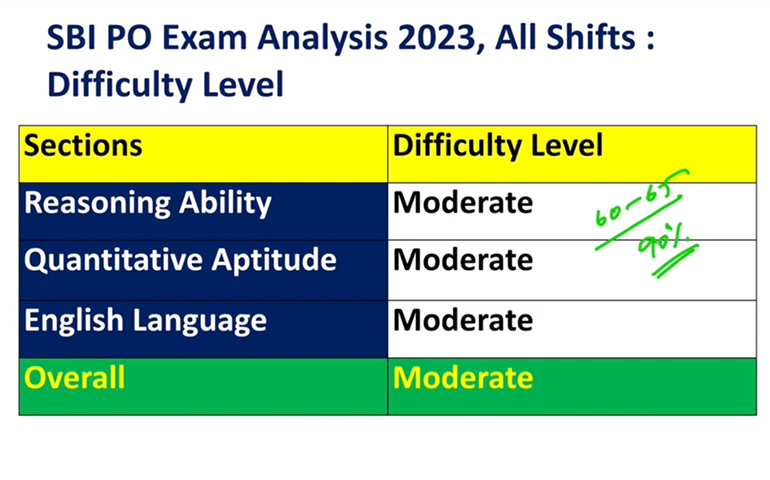 SBI PO Exam Analysis 2023, All Shifts :
Difficulty Level
Sections Difficulty Level
Reasoning Ability Moderate
60-65
Quantitative Aptitude Moderate
90%
English Language Moderate
Overall Moderate